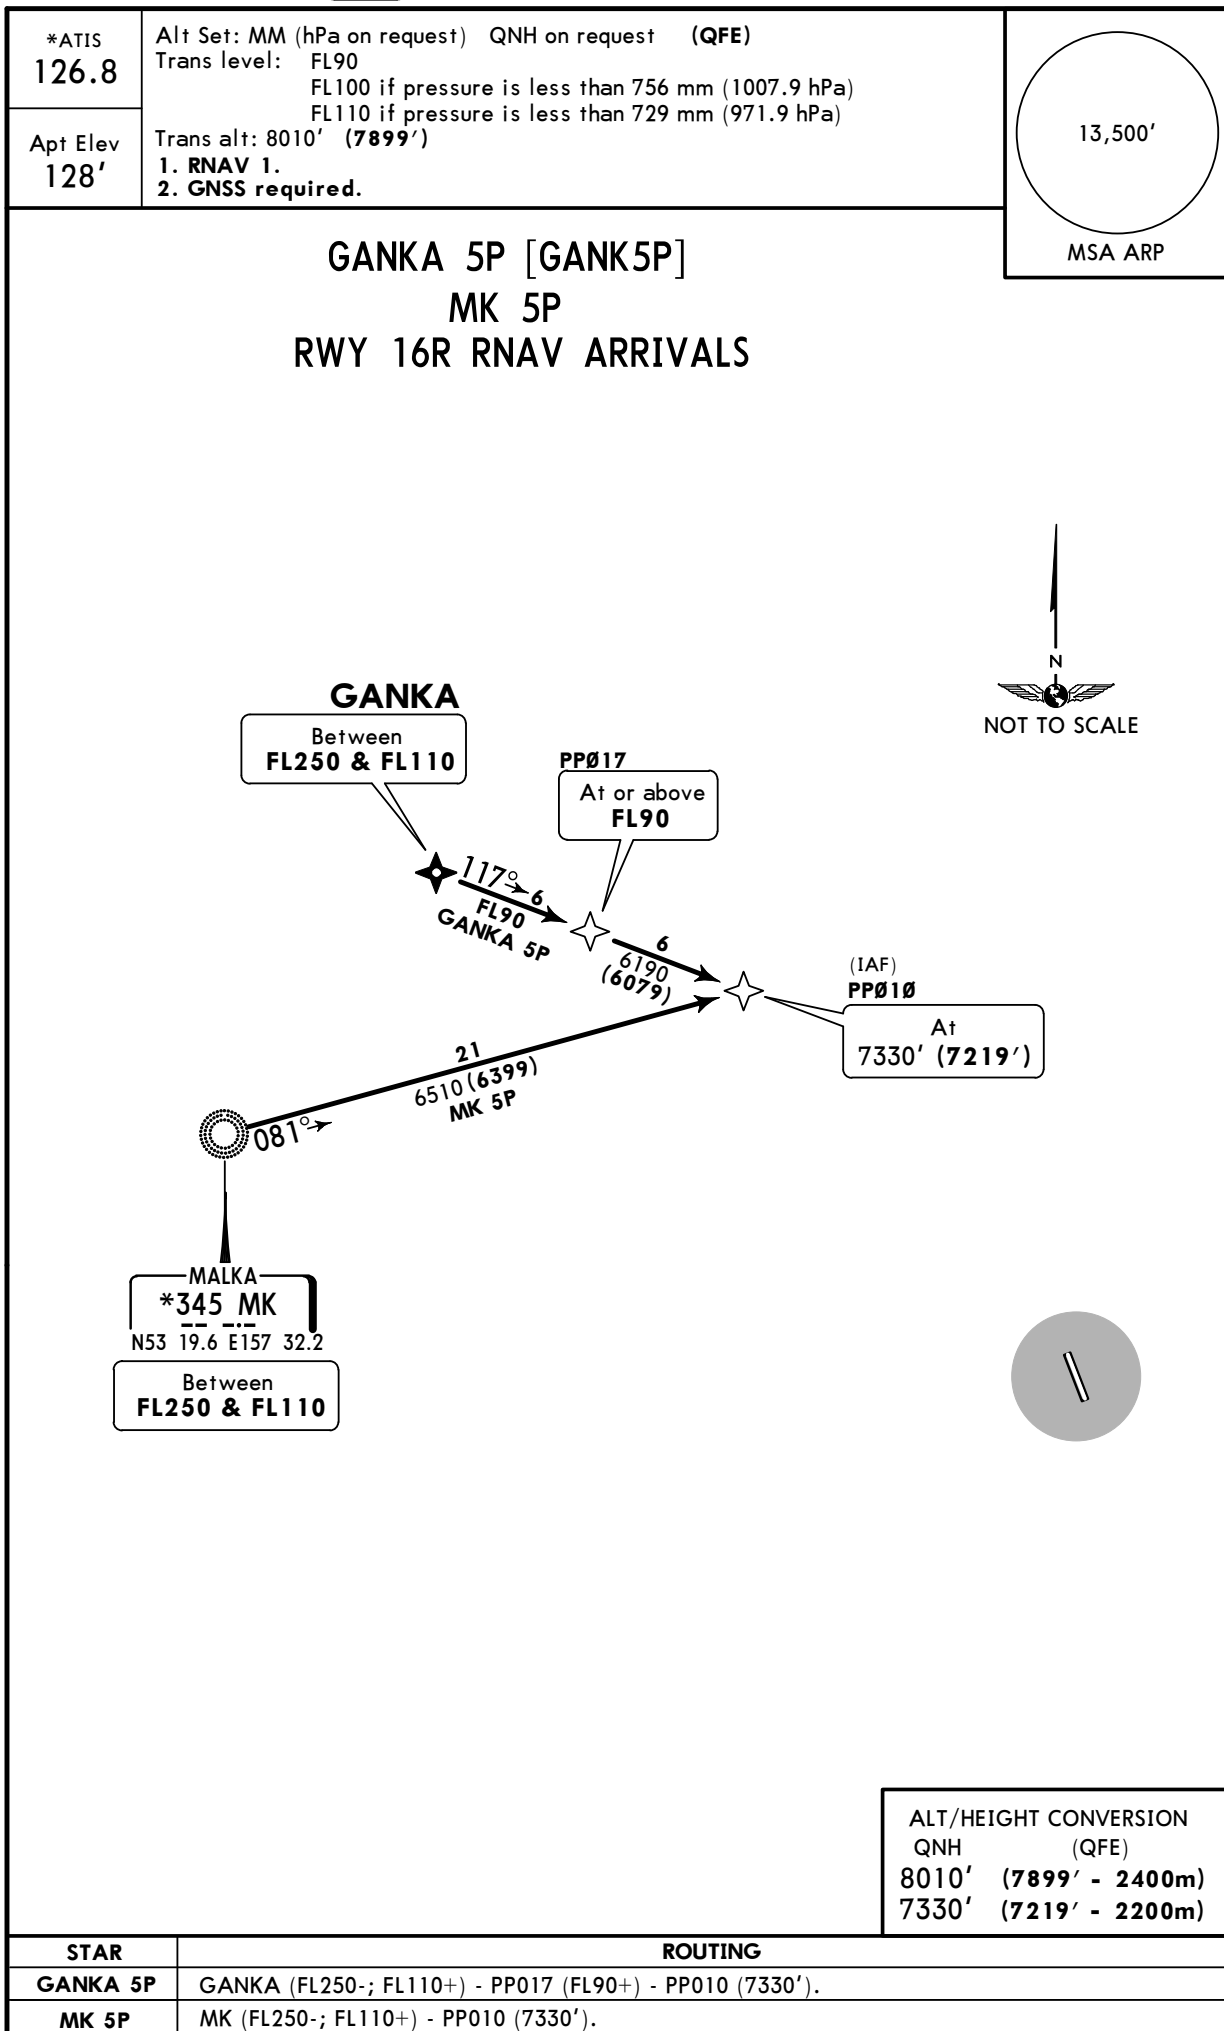 *ATIS
126.8
Apt Elev
128'
Alt Set: MM (hPa on request) QNH on request (QFE)
Trans level: FL90
FL100 if pressure is less than 756 mm (1007.9 hPa)
FL110 if pressure is less than 729 mm (971.9 hPa)
Trans alt: 8010' (7899')
1. RNAV 1.
2. GNSS required.
13,500'
MSA ARP
GANKA 5P [GANK5P]
MK 5P
RWY 16R RNAV ARRIVALS
N
NOT TO SCALE
GANKA
Between
FL250 & FL110
PPØ17
At or above
FL90
117° 6
FL90
GANKA 5P
6
6190
(6079)
(IAF)
PPØ1Ø
At
7330' (7219')
21
6510 (6399)
MK 5P
081°
MALKA
*345 MK
N53 19.6 E157 32.2
Between
FL250 & FL110
ALT/HEIGHT CONVERSION
QNH (QFE)
8010' (7899' - 2400m)
7330' (7219' - 2200m)
STAR ROUTING
GANKA 5P GANKA (FL250-; FL110+) - PP017 (FL90+) - PP010 (7330').
MK 5P MK (FL250-; FL110+) - PP010 (7330').